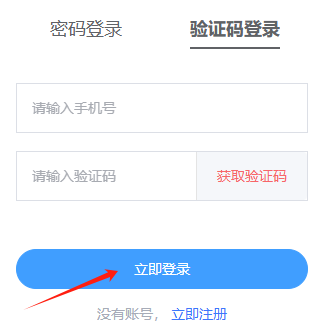 密码登录 验证码登录
请输入手机号
请输入验证码 获取验证码
立即登录
没有账号， 立即注册